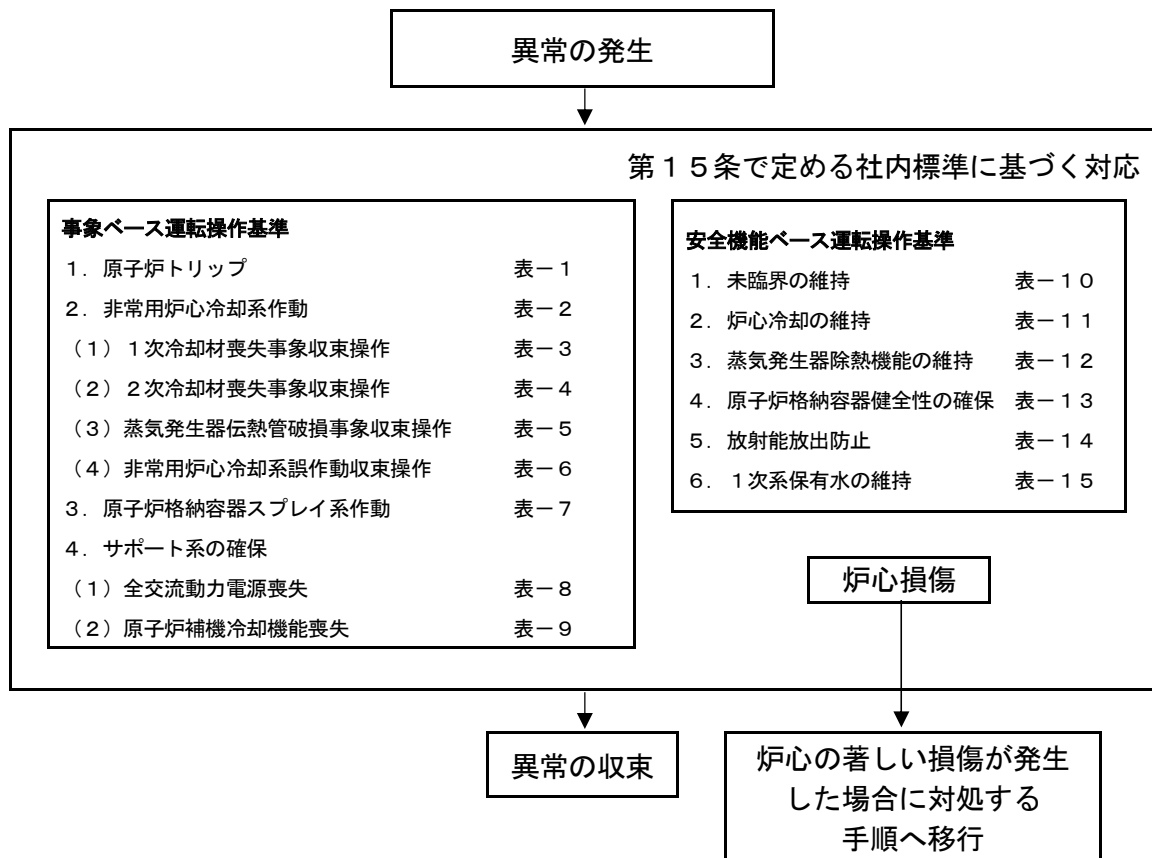 異常の発生
第１５条で定める社内標準に基づく対応
事象ベース運転操作基準
１．原子炉トリップ 表－１
２．非常用炉心冷却系作動 表－２
（１）１次冷却材喪失事象収束操作 表－３
（２）２次冷却材喪失事象収束操作 表－４
（３）蒸気発生器伝熱管破損事象収束操作 表－５
（４）非常用炉心冷却系誤作動収束操作 表－６
３．原子炉格納容器スプレイ系作動 表－７
４．サポート系の確保
（１）全交流動力電源喪失 表－８
（２）原子炉補機冷却機能喪失 表－９
安全機能ベース運転操作基準
１．未臨界の維持 表－１０
２．炉心冷却の維持 表－１１
３．蒸気発生器除熱機能の維持 表－１２
４．原子炉格納容器健全性の確保 表－１３
５．放射能放出防止 表－１４
６．１次系保有水の維持 表－１５
炉心損傷
異常の収束
炉心の著しい損傷が発生
した場合に対処する
手順へ移行